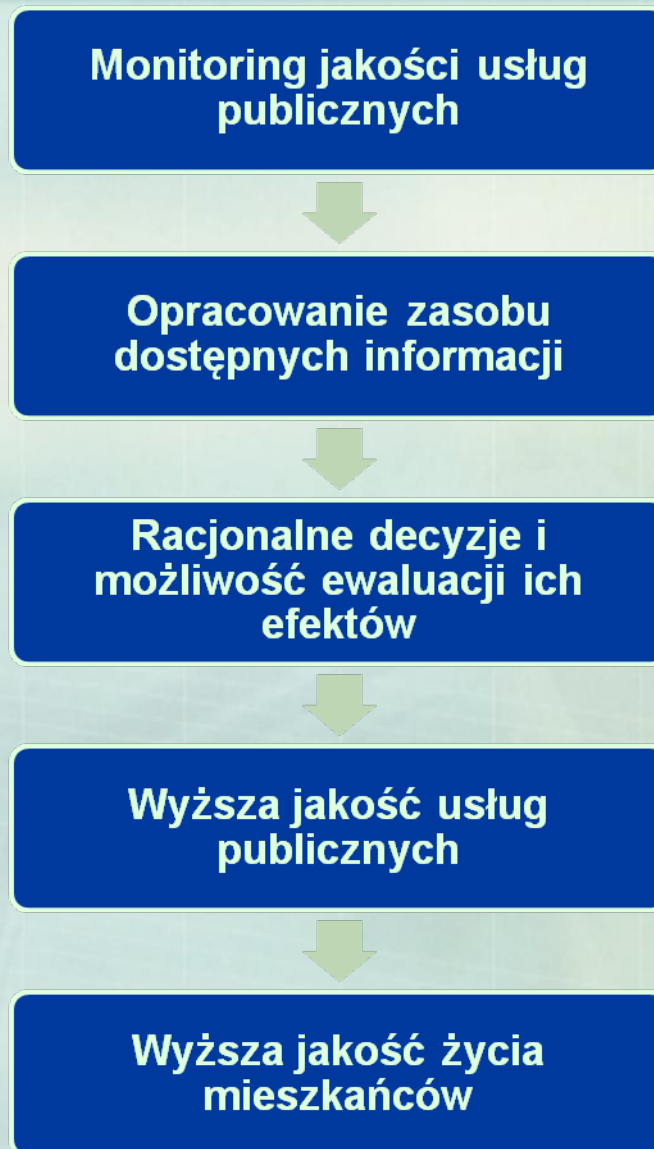 Monitoring jakości usług
publicznych
Opracowanie zasobu
dostępnych informacji
Racjonalne decyzje i
możliwość ewaluacji ich
efektów
Wyższa jakość usług
publicznych
Wyższa jakość życia
mieszkańców